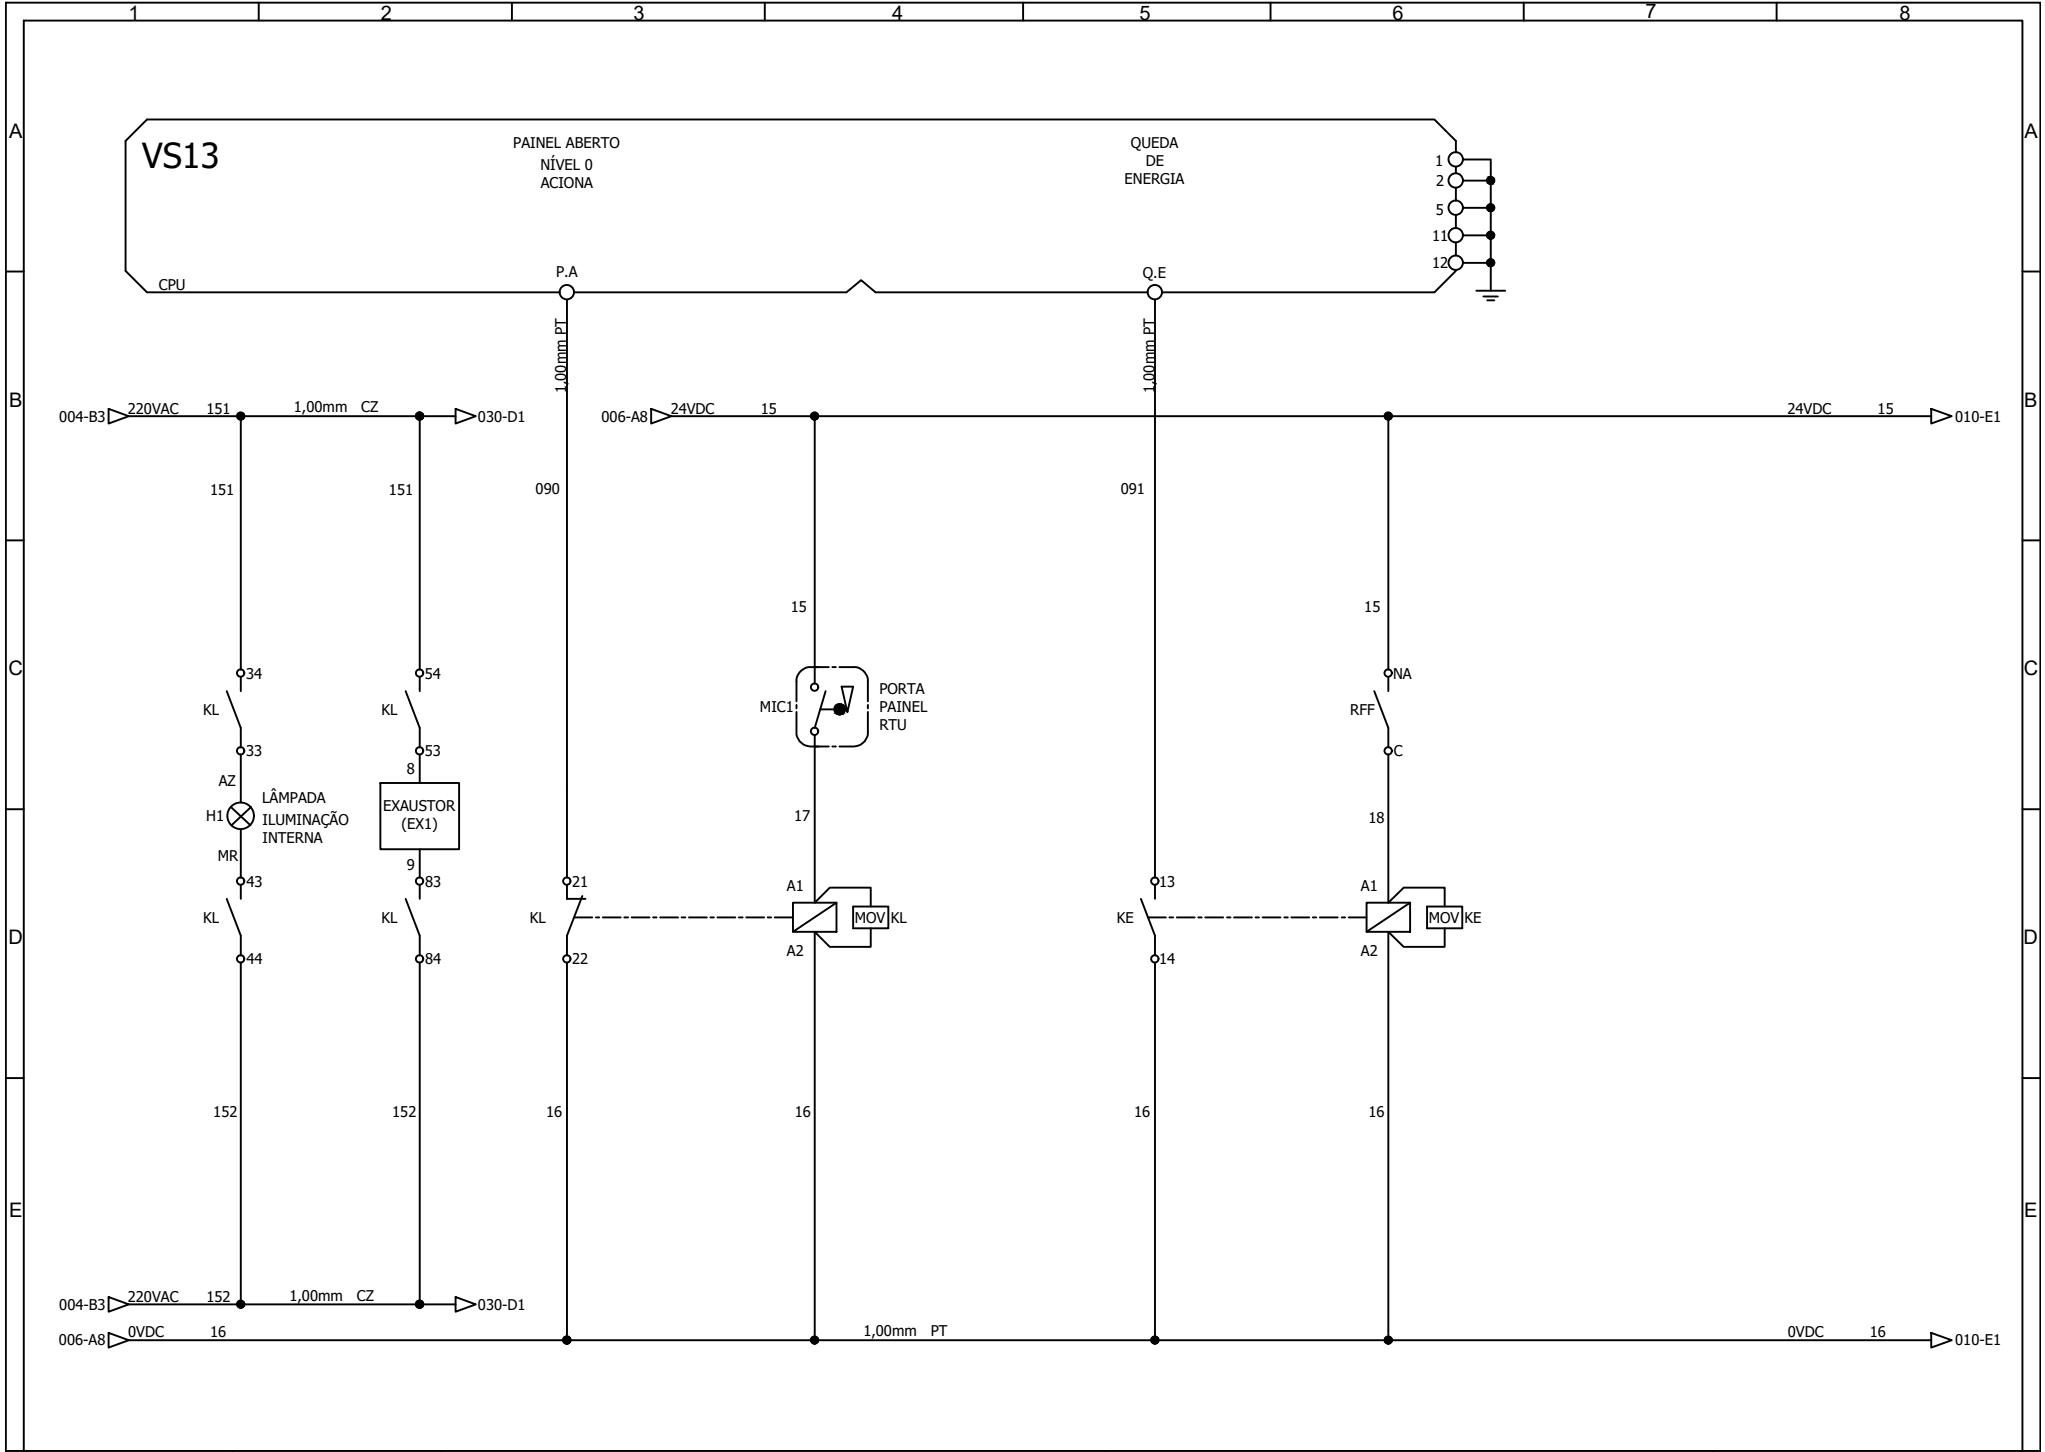 1 2 3 4 5 6 7 8
A A
VS13
PAINEL ABERTO
NÍVEL 0
ACIONA
QUEDA
DE
ENERGIA
1
2
5
11
12
CPU
P.A
Q.E
1,00mm PT
1,00mm PT
B B
004-B3 220VAC 151 1,00mm CZ 030-D1
006-A8 24VDC 15 24VDC 15 010-E1
151 151 090 091
15 15
C C
34 54 NA
KL KL MIC1 RFF
PORTA
PAINEL
RTU
33 53 C
AZ 8
H1
LÂMPADA
ILUMINAÇÃO
INTERNA
EXAUSTOR
(EX1)
17 18
MR 9
43 83 21 A1 13 A1
KL KL KL MOV KL KE MOV KE
D D
44 84 22 A2 14 A2
152 152 16 16 16 16
E E
004-B3 220VAC 152 1,00mm CZ 030-D1
006-A8 0VDC 16 1,00mm PT 0VDC 16 010-E1